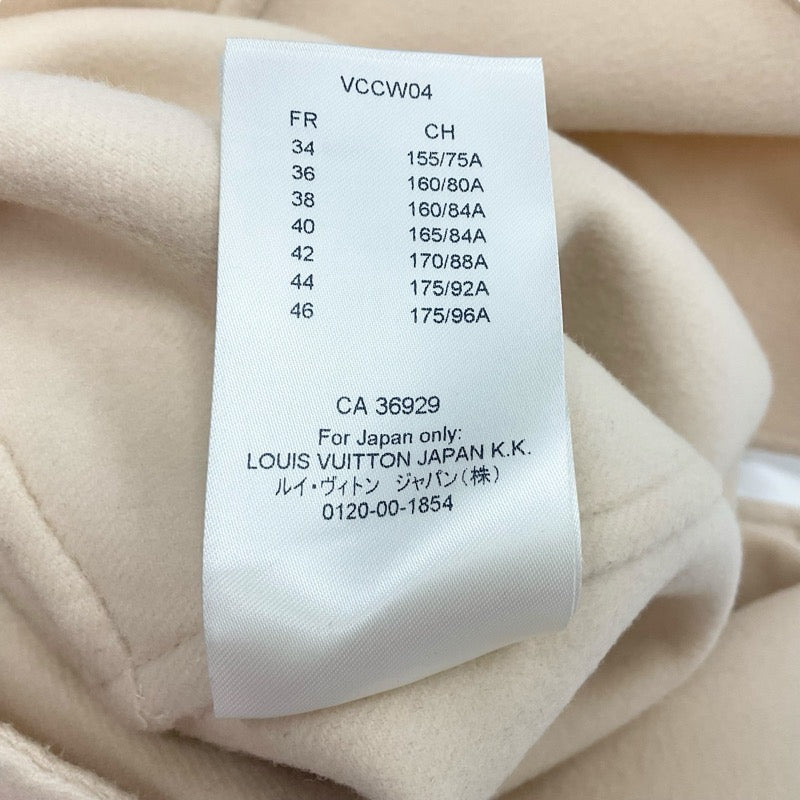 VCCW04
FR CH
34 155/75A
36 160/80A
38 160/84A
40 165/84A
42 170/88A
44 175/92A
46 175/96A
CA 36929
For Japan only:
LOUIS VUITTON JAPAN K.K.
ルイ・ヴィトン ジャパン(株)
0120-00-1854